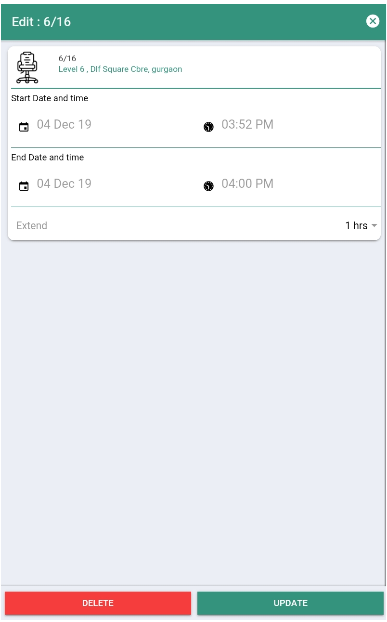 Edit : 6/16
6/16
Level 6 , Dlf Square Cbre, gurgaon
Start Date and time
04 Dec 19 03:52 PM
End Date and time
04 Dec 19 04:00 PM
Extend 1 hrs
DELETE UPDATE